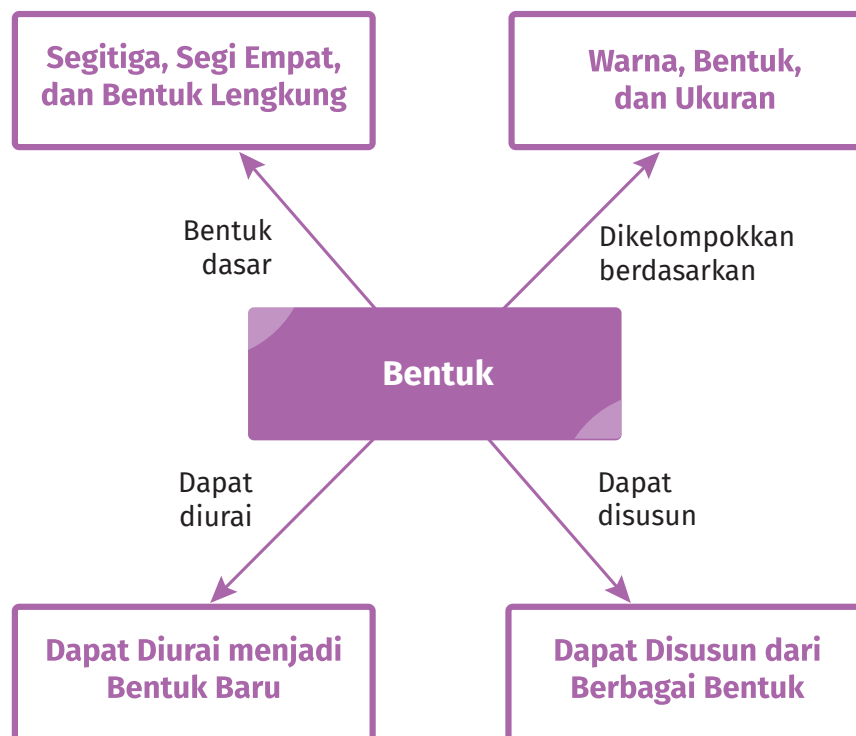 Segitiga, Segi Empat,
dan Bentuk Lengkung
Warna, Bentuk,
dan Ukuran
Bentuk
dasar
Dikelompokkan
berdasarkan
Bentuk
Dapat
diurai
Dapat
disusun
Dapat Diurai menjadi
Bentuk Baru
Dapat Disusun dari
Berbagai Bentuk